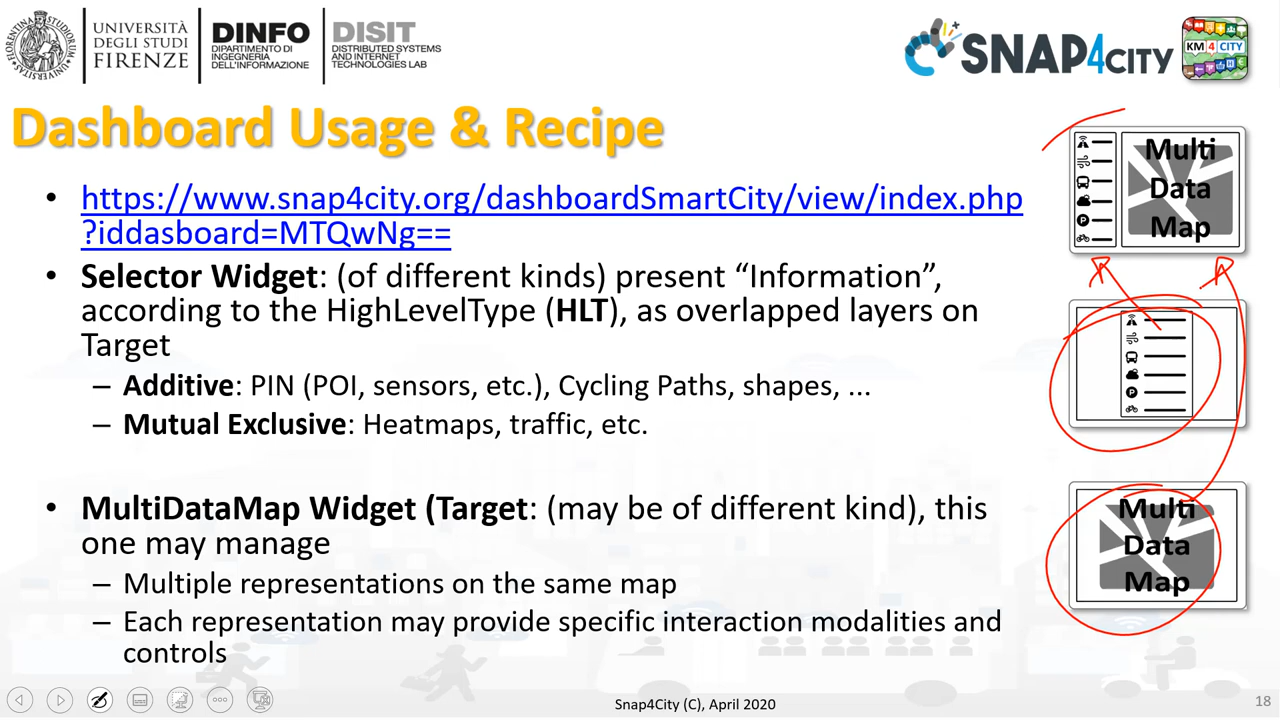 UNIVERSITÀ
DEGLI STUDI
FIRENZE
DINFO
DIPARTIMENTO DI
INGEGNERIA
DELL'INFORMAZIONE
DISIT
DISTRIBUTED SYSTEMS
AND INTERNET
TECHNOLOGIES LAB
SNAP4CITY
KM 4 CITY
Dashboard Usage & Recipe
• https://www.snap4city.org/dashboardSmartCity/view/index.php
?iddasboard=MTQwNg==
• Selector Widget: (of different kinds) present “Information”,
according to the HighLevelType (HLT), as overlapped layers on
Target
– Additive: PIN (POI, sensors, etc.), Cycling Paths, shapes, ...
– Mutual Exclusive: Heatmaps, traffic, etc.
• MultiDataMap Widget (Target: (may be of different kind), this
one may manage
– Multiple representations on the same map
– Each representation may provide specific interaction modalities and
controls
Multi
Data
Map
Multi
Data
Map
Snap4City (C), April 2020
18